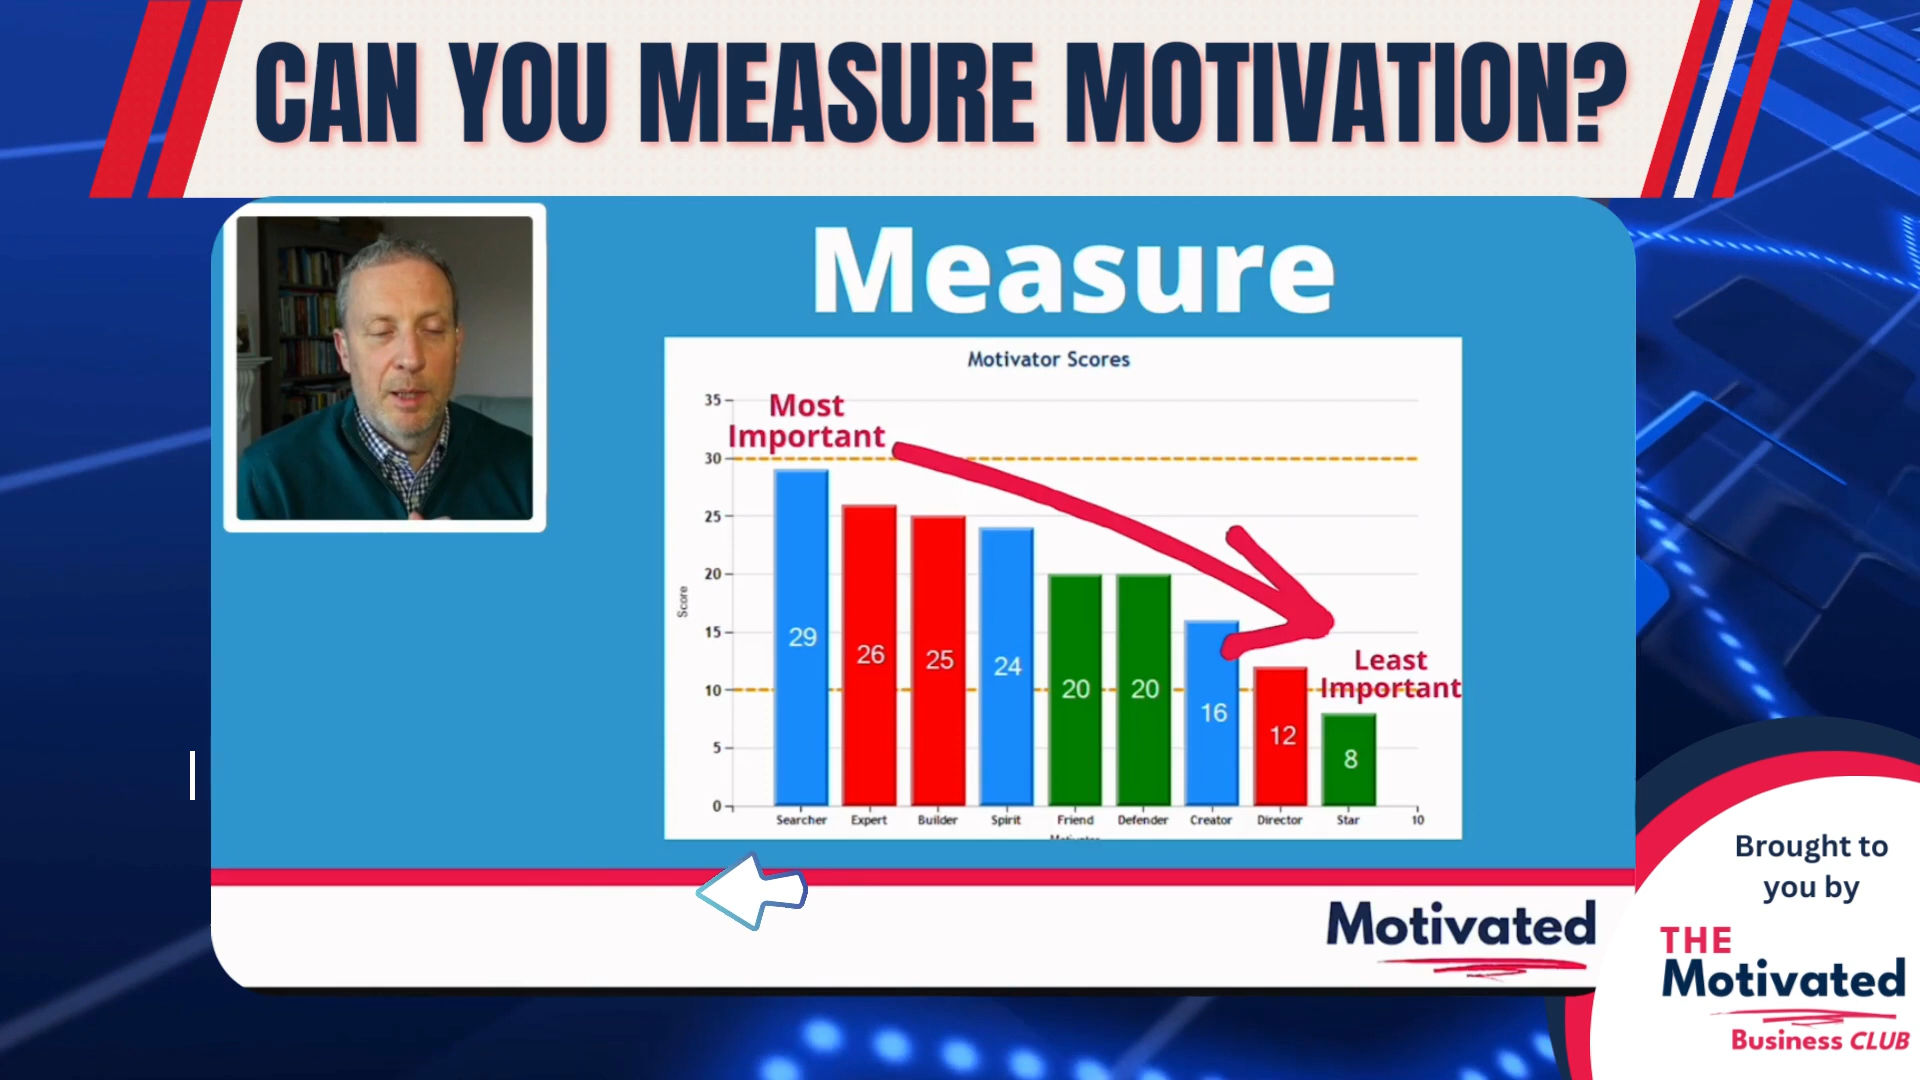 CAN YOU MEASURE MOTIVATION?
Measure
Motivator Scores
Most
Important
Least
Important
35
30
25
20
15
10
5
0
Score
29
26
25
24
20
20
16
12
8
Searcher
Expert
Builder
Spirit
Friend
Defender
Creator
Director
Star
10
Motivated
Brought to
you by
THE
Motivated
Business CLUB